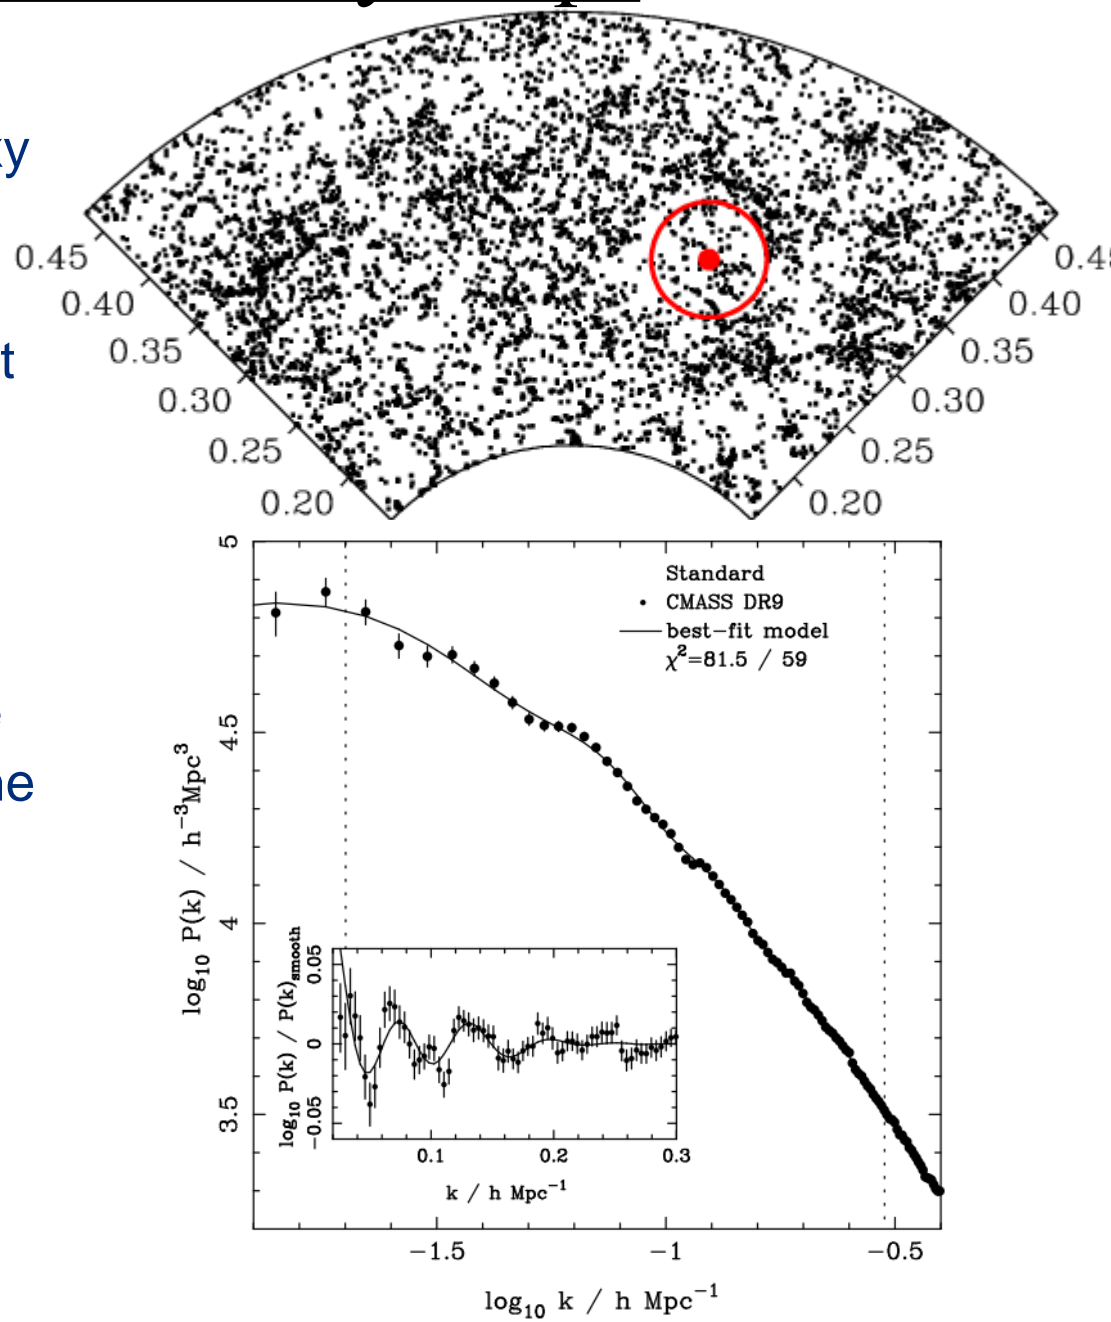 xy
t
ne
0.45
0.40
0.35
0.30
0.25
0.20
0.45
0.40
0.35
0.30
0.25
0.20
5
4.5
4
3.5
log₁₀ P(k) / h⁻³Mpc³
Standard
CMASS DR9
best-fit model
χ²=81.5 / 59
log₁₀ P(k) / P(k)smooth
0.05
0
−0.05
0.1 0.2 0.3
k / h Mpc⁻¹
−1.5 −1 −0.5
log₁₀ k / h Mpc⁻¹